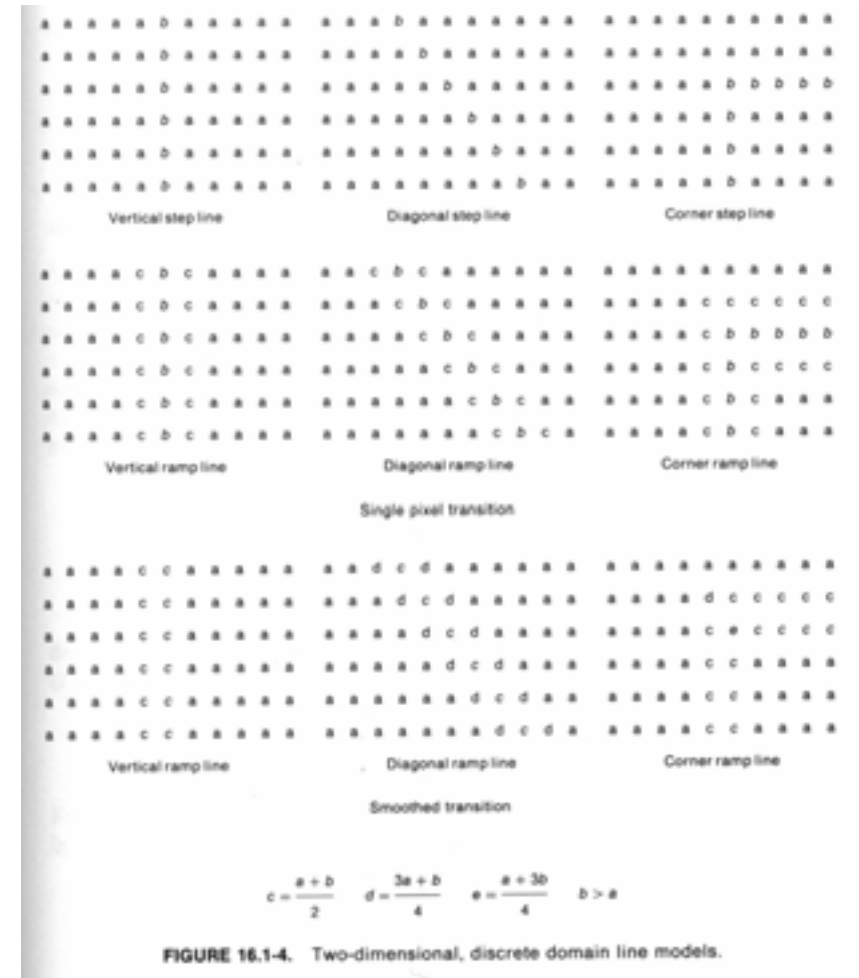 a a a a a b a a a a a a a a b a a a a a a a a a a a a a a a a a
a a a a a b a a a a a a a a a b a a a a a a a a a a a a a a a a
a a a a a b a a a a a a a a a a b a a a a a a a a a a b b b b b
a a a a a b a a a a a a a a a a a b a a a a a a a a a b a a a a
a a a a a b a a a a a a a a a a a a b a a a a a a a a b a a a a
a a a a a b a a a a a a a a a a a a a b a a a a a a a b a a a a
Vertical step line Diagonal step line Corner step line
a a a a c b c a a a a a a c b c a a a a a a a a a a a a a a a a
a a a a c b c a a a a a a a c b c a a a a a a a a a c c c c c c
a a a a c b c a a a a a a a a c b c a a a a a a a a c b b b b b
a a a a c b c a a a a a a a a a c b c a a a a a a a c b c c c c
a a a a c b c a a a a a a a a a a c b c a a a a a a c b c a a a
a a a a c b c a a a a a a a a a a a c b c a a a a a c b c a a a
Vertical ramp line Diagonal ramp line Corner ramp line
Single pixel transition
a a a a c c a a a a a a a d c d a a a a a a a a a a a a a a a a
a a a a c c a a a a a a a a d c d a a a a a a a a a d c c c c c
a a a a c c a a a a a a a a a d c d a a a a a a a a c e c c c c
a a a a c c a a a a a a a a a a d c d a a a a a a a c c a a a a
a a a a c c a a a a a a a a a a a d c d a a a a a a c c a a a a
a a a a c c a a a a a a a a a a a a d c d a a a a a c c a a a a
Vertical ramp line Diagonal ramp line Corner ramp line
Smoothed transition
c = a + b / 2 d = 3a + b / 4 e = a + 3b / 4 b > a
FIGURE 16.1-4. Two-dimensional, discrete domain line models.